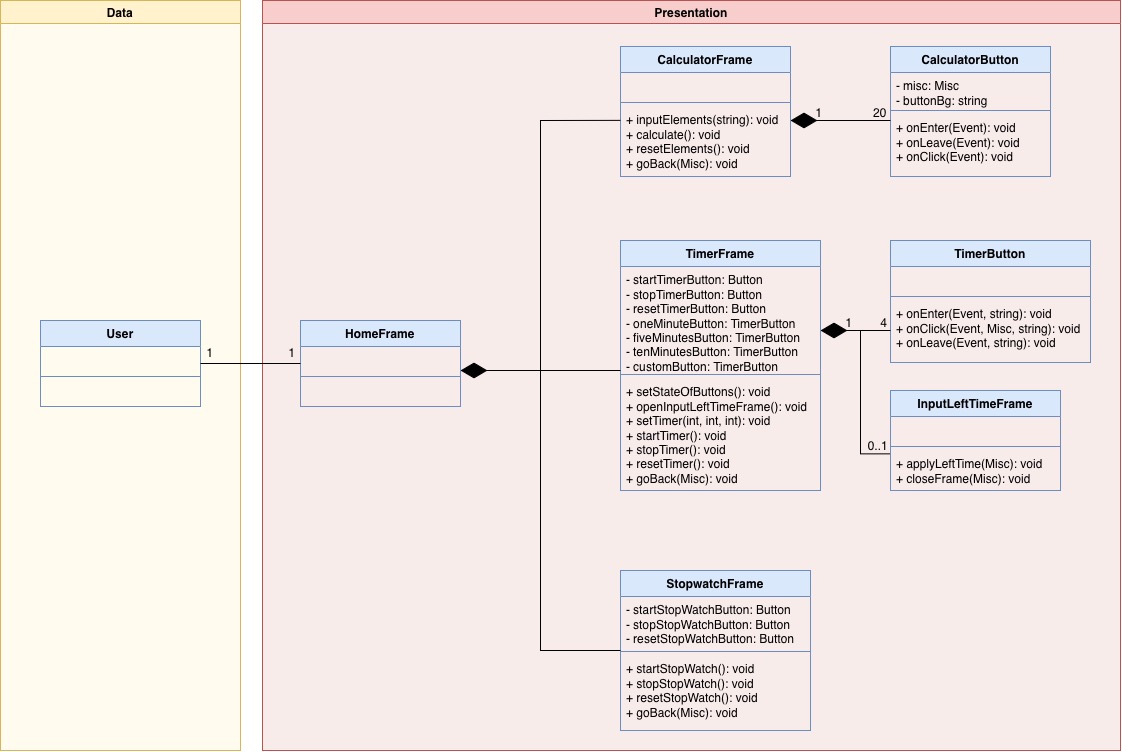 Data
Presentation
CalculatorFrame
+ inputElements(string): void
+ calculate(): void
+ resetElements(): void
+ goBack(Misc): void
1
20
CalculatorButton
- misc: Misc
- buttonBg: string
+ onEnter(Event): void
+ onLeave(Event): void
+ onClick(Event): void
User
1
1
HomeFrame
TimerFrame
- startTimerButton: Button
- stopTimerButton: Button
- resetTimerButton: Button
- oneMinuteButton: TimerButton
- fiveMinutesButton: TimerButton
- tenMinutesButton: TimerButton
- customButton: TimerButton
+ setStateOfButtons(): void
+ openInputLeftTimeFrame(): void
+ setTimer(int, int, int): void
+ startTimer(): void
+ stopTimer(): void
+ resetTimer(): void
+ goBack(Misc): void
1
4
TimerButton
+ onEnter(Event, string): void
+ onClick(Event, Misc, string): void
+ onLeave(Event, string): void
0..1
InputLeftTimeFrame
+ applyLeftTime(Misc): void
+ closeFrame(Misc): void
StopwatchFrame
- startStopWatchButton: Button
- stopStopWatchButton: Button
- resetStopWatchButton: Button
+ startStopWatch(): void
+ stopStopWatch(): void
+ resetStopWatch(): void
+ goBack(Misc): void